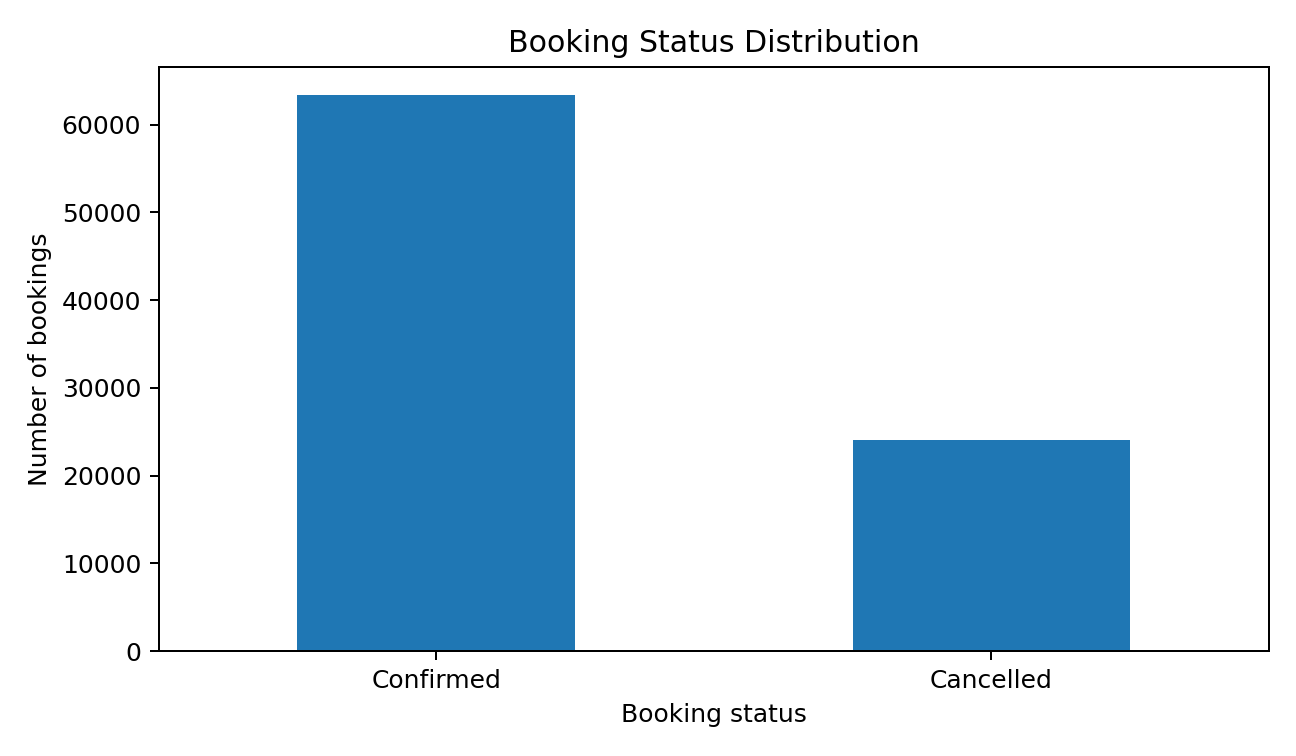 Booking Status Distribution
Number of bookings
60000
50000
40000
30000
20000
10000
0
Confirmed
Cancelled
Booking status